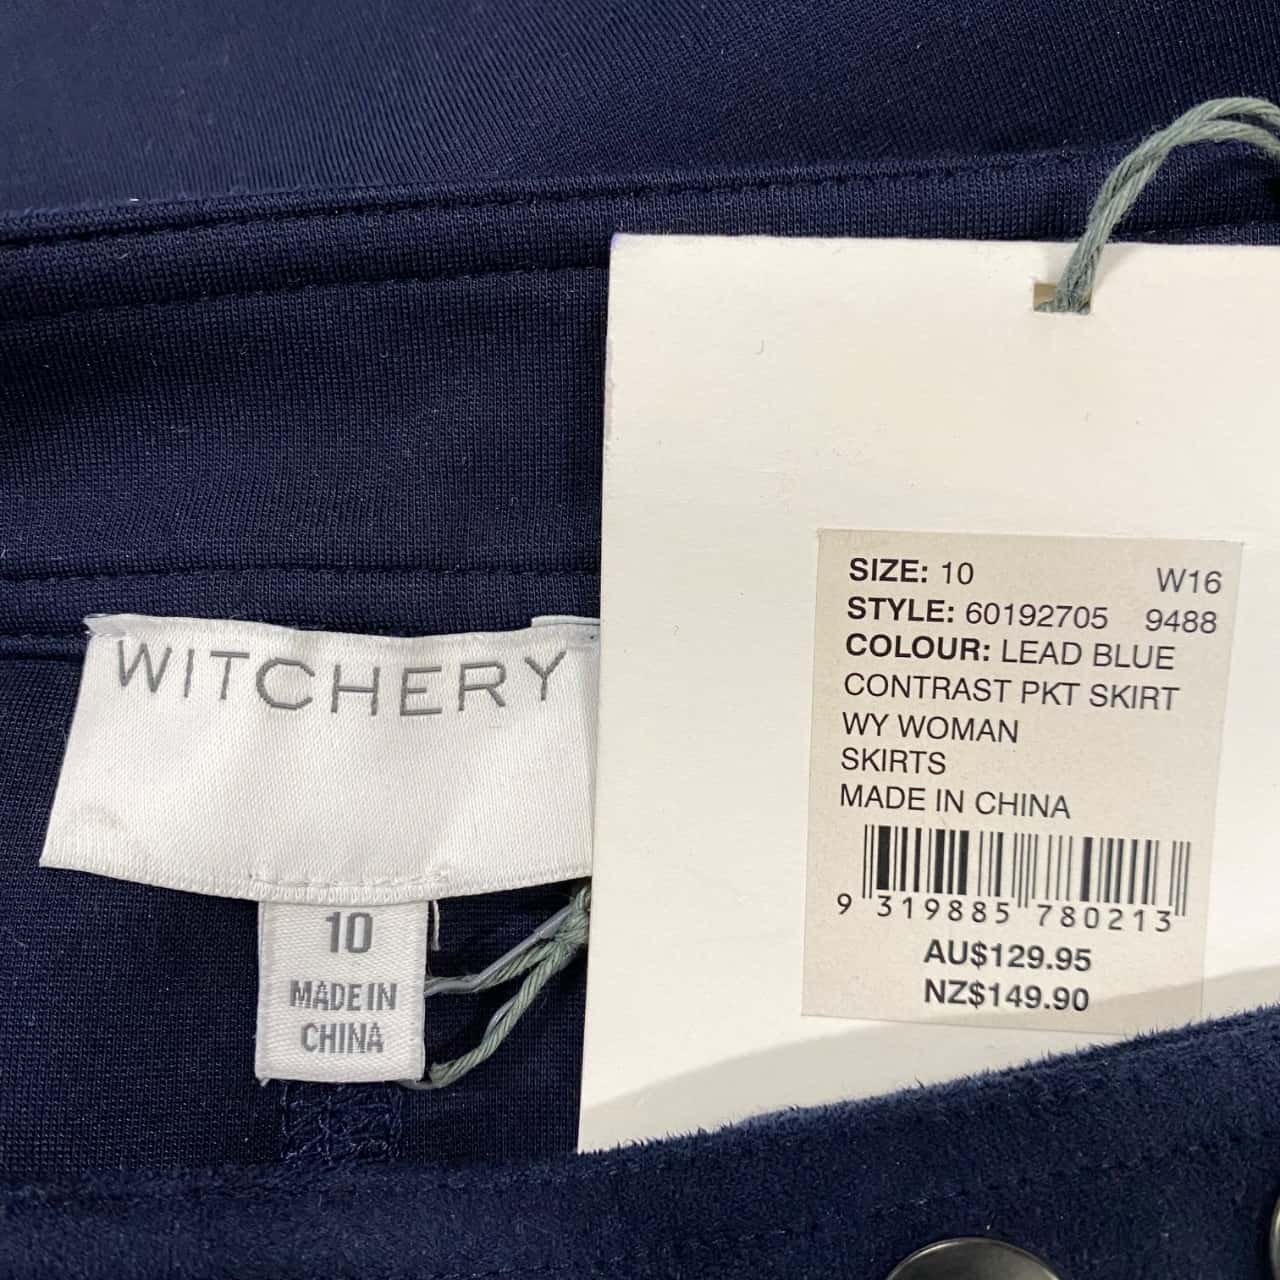 WITCHERY
10
MADE IN
CHINA
SIZE: 10 W16
STYLE: 60192705 9488
COLOUR: LEAD BLUE
CONTRAST PKT SKIRT
WY WOMAN
SKIRTS
MADE IN CHINA
9 319885 780213
AU$129.95
NZ$149.90